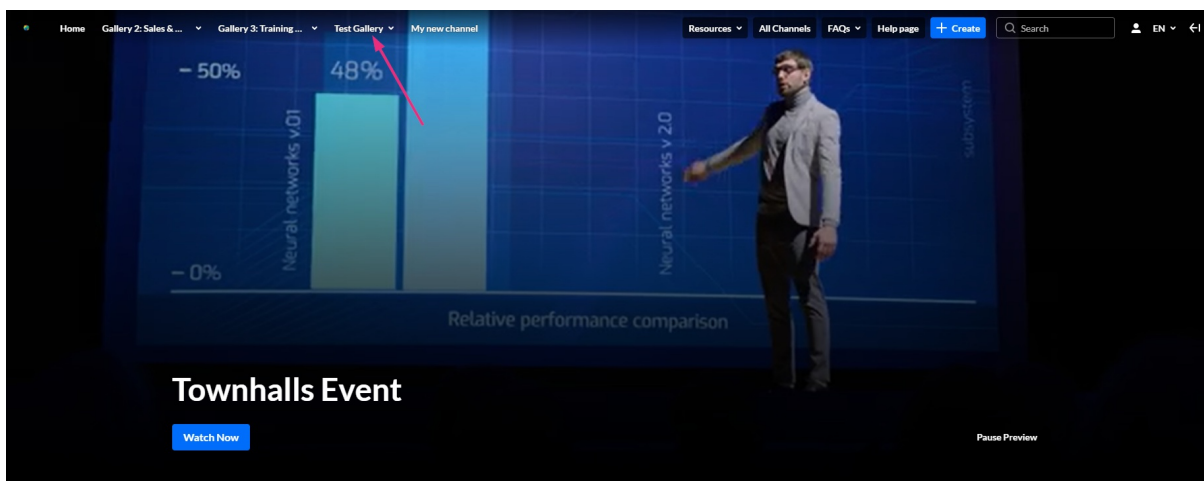 Home Gallery 2: Sales & ... Gallery 3: Training ... Test Gallery My new channel Resources All Channels FAQs Help page + Create Search EN
– 50%
48%
Neural networks v.01
Neural networks v 2.0
subsystem
– 0%
Relative performance comparison
Townhalls Event
Watch Now
Pause Preview